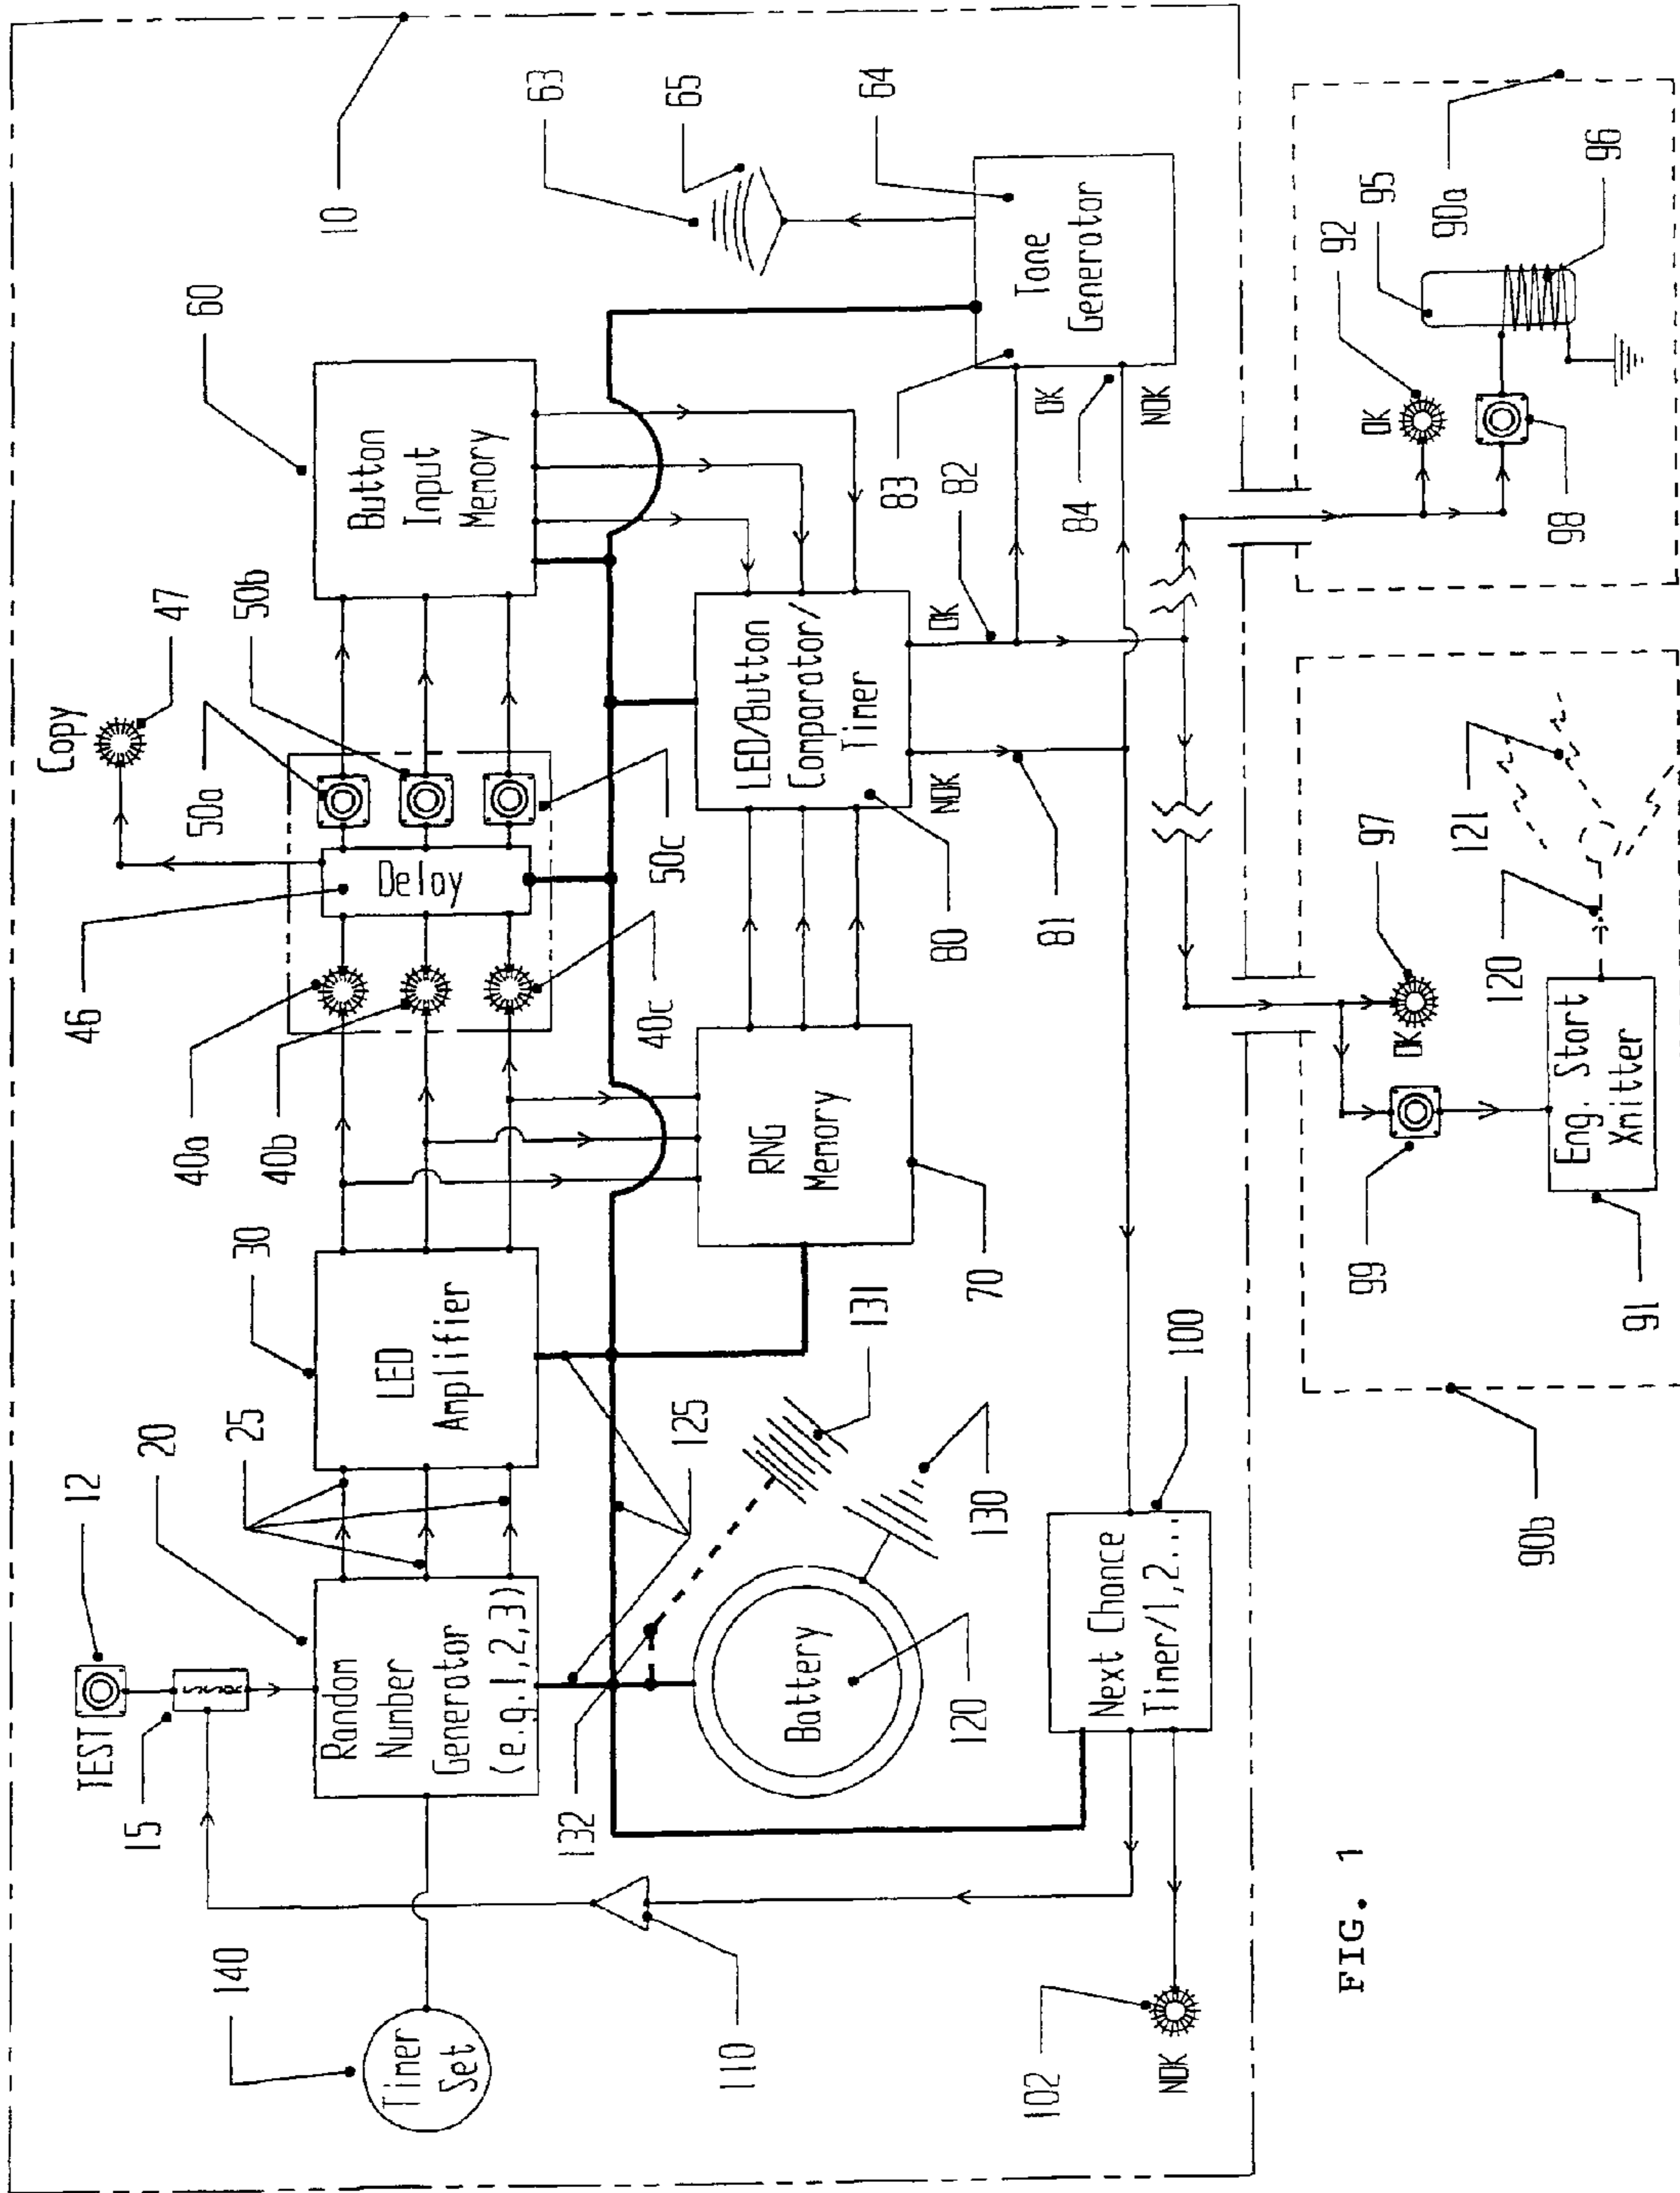 10
63
65
64
60
Copy
47
50a
50b
50c
46
40a
40b
40c
30
20
25
12
TEST
15
140
Timer
Set
Random
Number
Generator
(e.g.1,2,3)
LED
Amplifier
Delay
Button
Input
Memory
Tone
Generator
83
OK
84
NOK
RNG
Memory
70
LED/Button
Comparator/
Timer
80
OK
82
NOK
81
125
132
131
130
Battery
120
Next Chance
Timer/1,2...
100
110
102
NOK
OK
92
95
96
90a
98
97
OK
99
Eng. Start
Xmitter
91
120
121
90b
FIG. 1